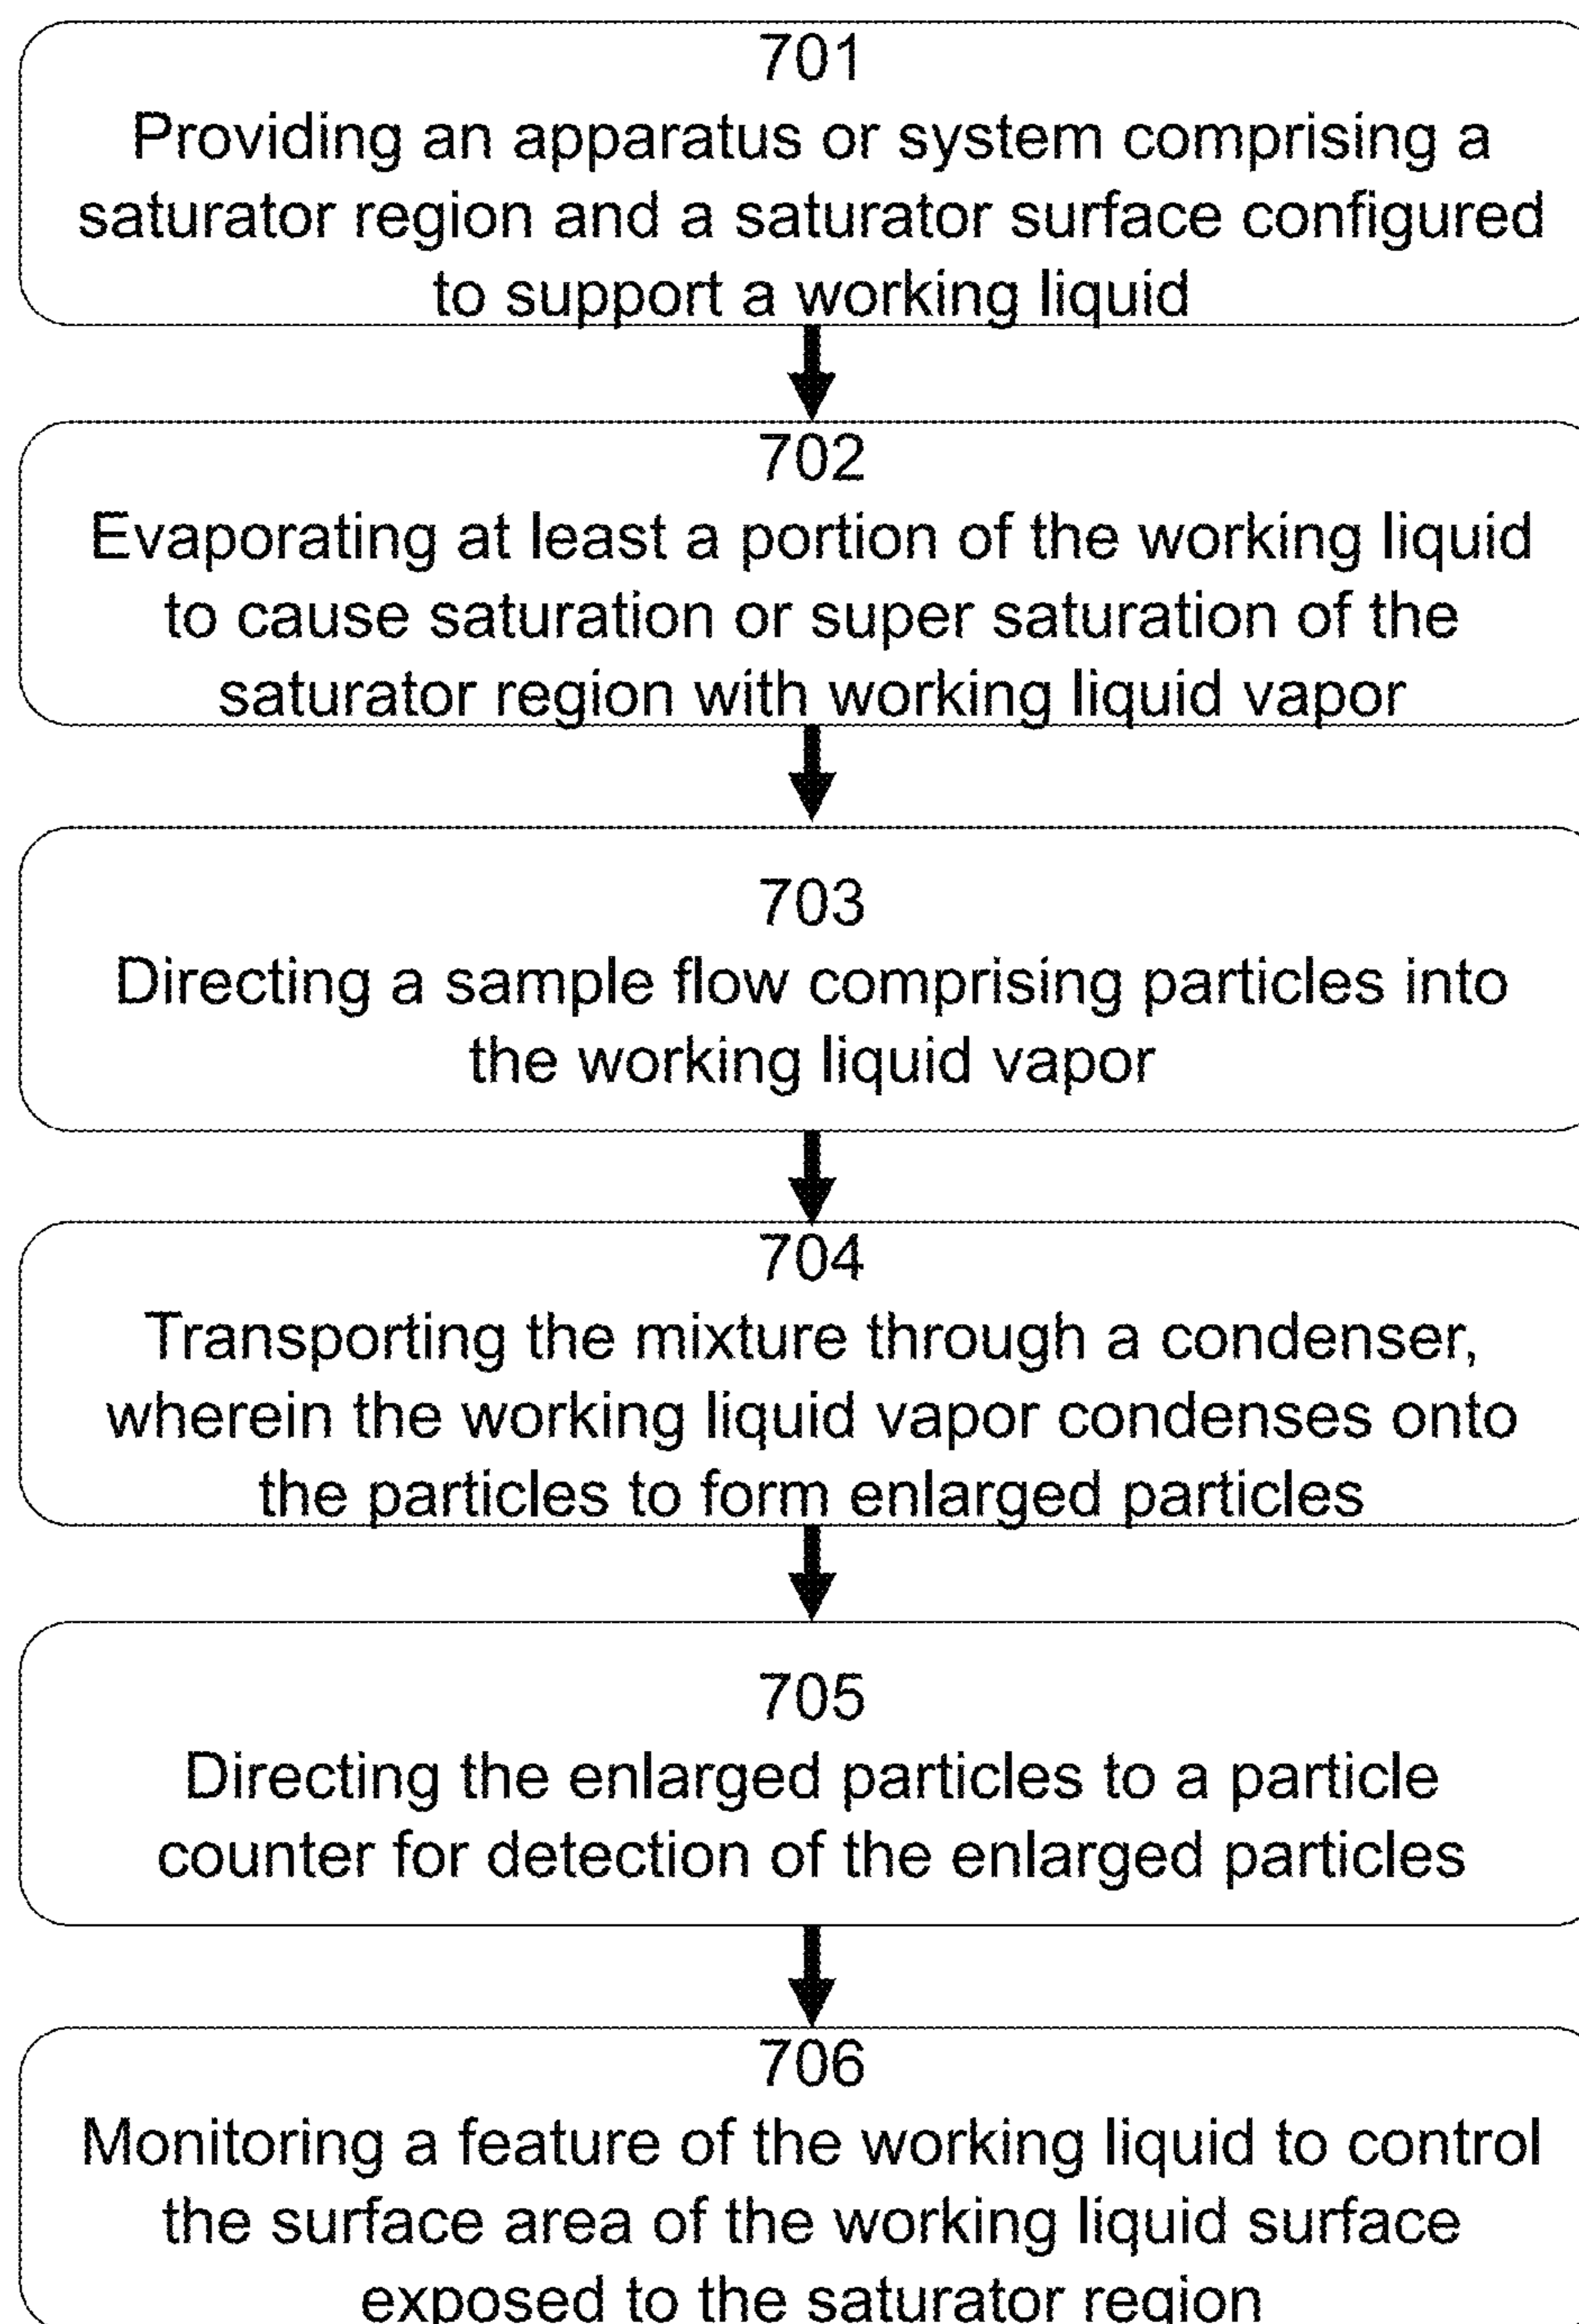 701
Providing an apparatus or system comprising a
saturator region and a saturator surface configured
to support a working liquid
702
Evaporating at least a portion of the working liquid
to cause saturation or super saturation of the
saturator region with working liquid vapor
703
Directing a sample flow comprising particles into
the working liquid vapor
704
Transporting the mixture through a condenser,
wherein the working liquid vapor condenses onto
the particles to form enlarged particles
705
Directing the enlarged particles to a particle
counter for detection of the enlarged particles
706
Monitoring a feature of the working liquid to control
the surface area of the working liquid surface
exposed to the saturator region